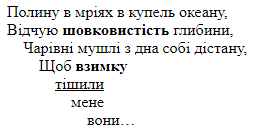 Полину в мріях в купель океану,
Відчую шовковистість глибини,
Чарівні мушлі з дна собі дістану,
Щоб взимку
тішили
мене
вони…